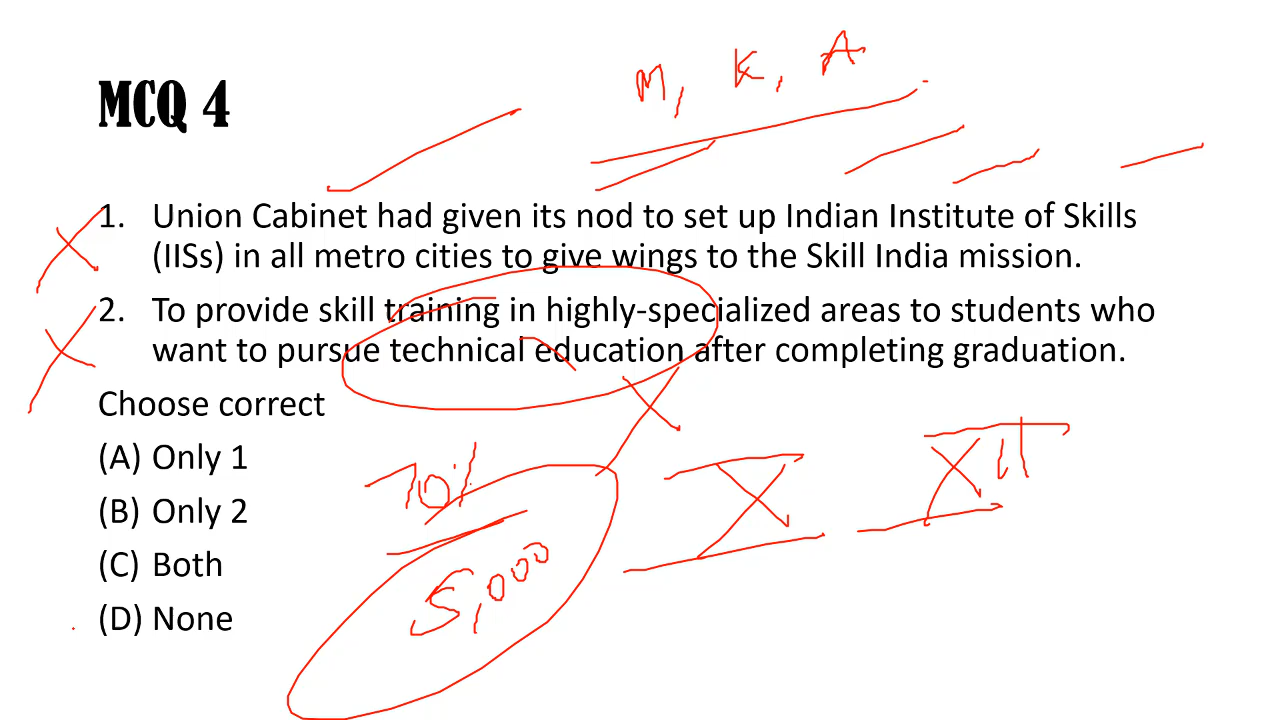 M, K, A
MCQ 4
1. Union Cabinet had given its nod to set up Indian Institute of Skills
(IISs) in all metro cities to give wings to the Skill India mission.
2. To provide skill training in highly-specialized areas to students who
want to pursue technical education after completing graduation.
Choose correct
(A) Only 1
(B) Only 2
(C) Both
(D) None
70%
5,000
X
XII